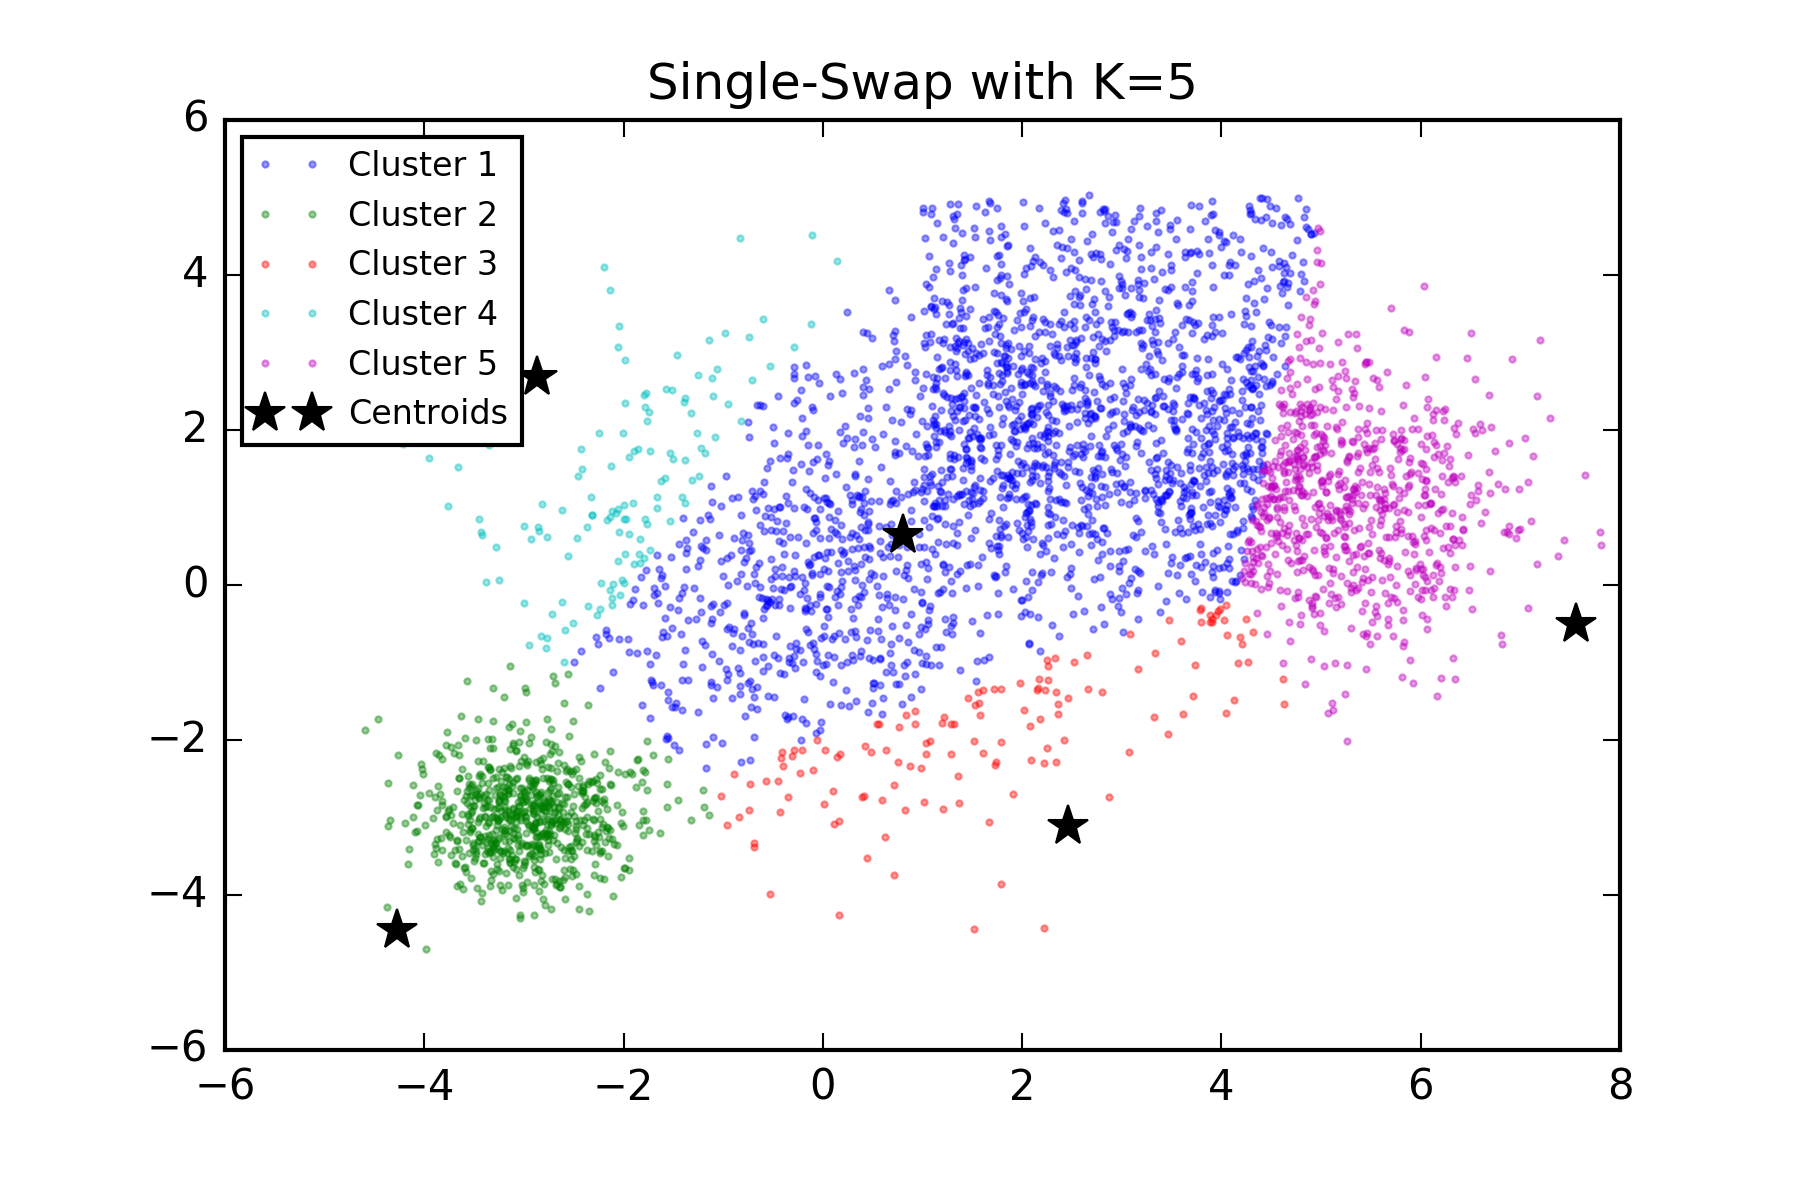 Single-Swap with K=5
6
4
2
0
−2
−4
−6
Cluster 1
Cluster 2
Cluster 3
Cluster 4
Cluster 5
Centroids
−6 −4 −2 0 2 4 6 8